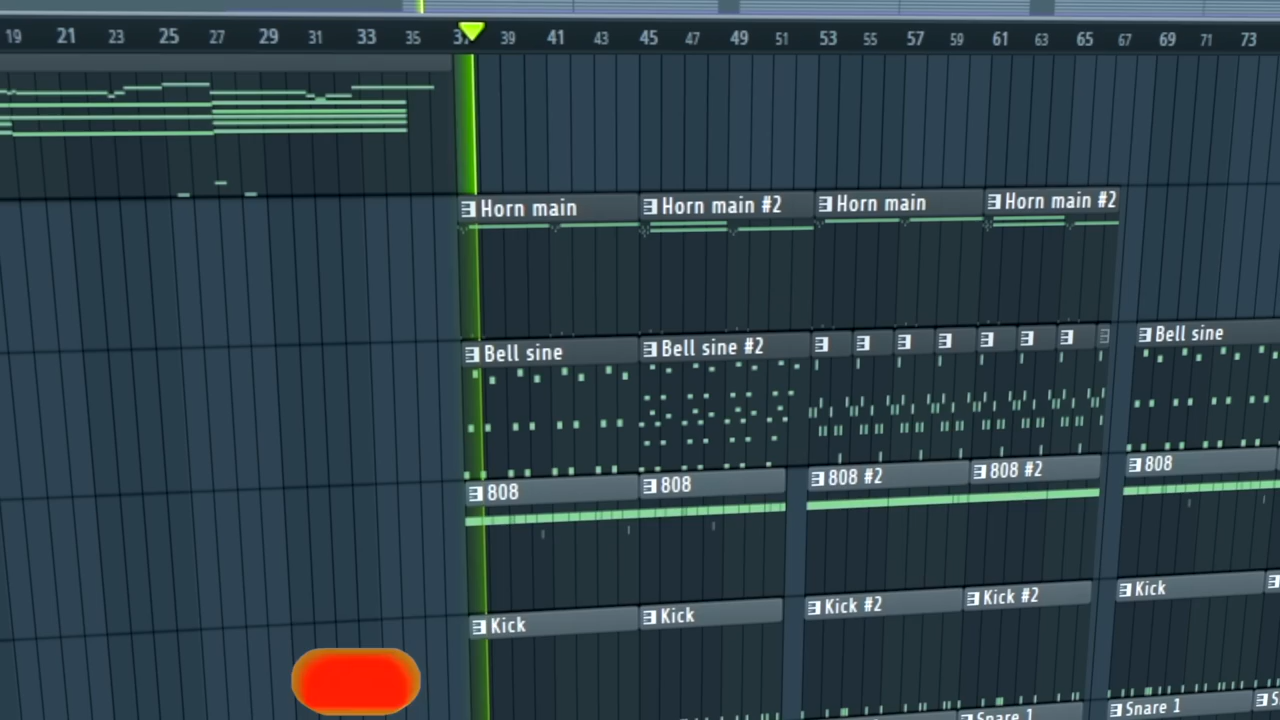 19 21 23 25 27 29 31 33 35 37 39 41 43 45 47 49 51 53 55 57 59 61 63 65 67 69 71 73
Horn main Horn main #2 Horn main Horn main #2
Bell sine Bell sine #2 Bell sine
808 808 808 #2 808 #2 808
Kick Kick Kick #2 Kick #2 Kick
Snare 1 Snare 1